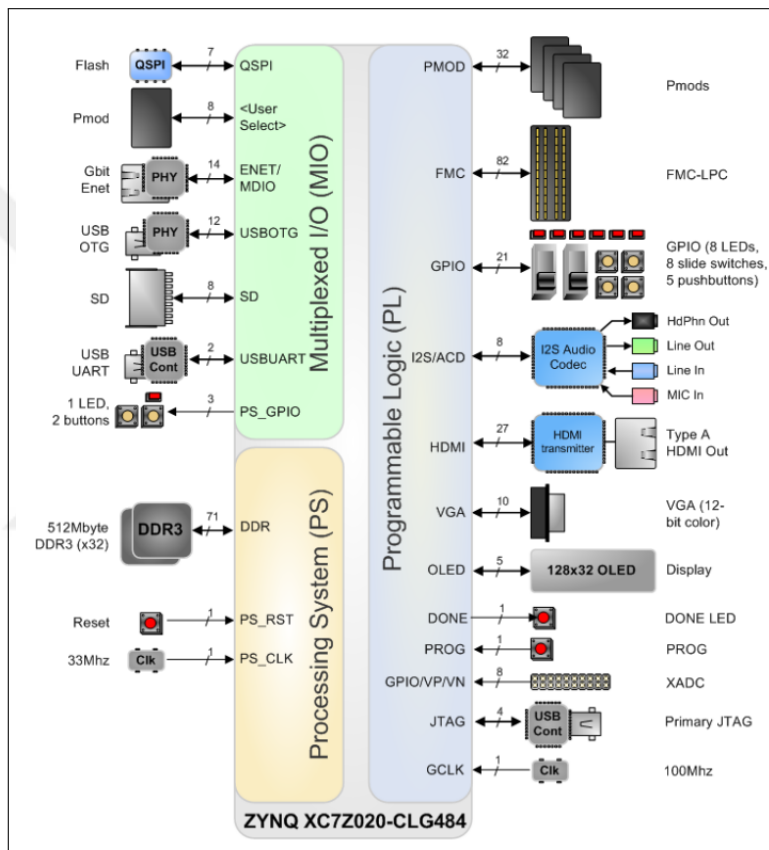 Flash
QSPI
7
QSPI
Pmod
8
<User
Select>
Gbit
Enet
PHY
14
ENET/
MDIO
USB
OTG
PHY
12
USBOTG
SD
8
SD
USB
UART
USB
Cont
2
USBUART
1 LED,
2 buttons
3
PS_GPIO
Multiplexed I/O (MIO)
512Mbyte
DDR3 (x32)
DDR3
71
DDR
Reset
1
PS_RST
33Mhz
Clk
1
PS_CLK
Processing System (PS)
Programmable Logic (PL)
PMOD
32
Pmods
FMC
82
FMC-LPC
GPIO
21
GPIO (8 LEDs,
8 slide switches,
5 pushbuttons)
I2S/ACD
8
I2S Audio
Codec
HdPhn Out
Line Out
Line In
MIC In
HDMI
27
HDMI
transmitter
Type A
HDMI Out
VGA
10
VGA (12-
bit color)
OLED
5
128x32 OLED
Display
DONE
1
DONE LED
PROG
1
PROG
GPIO/VP/VN
8
XADC
JTAG
4
USB
Cont
Primary JTAG
GCLK
1
Clk
100Mhz
ZYNQ XC7Z020-CLG484